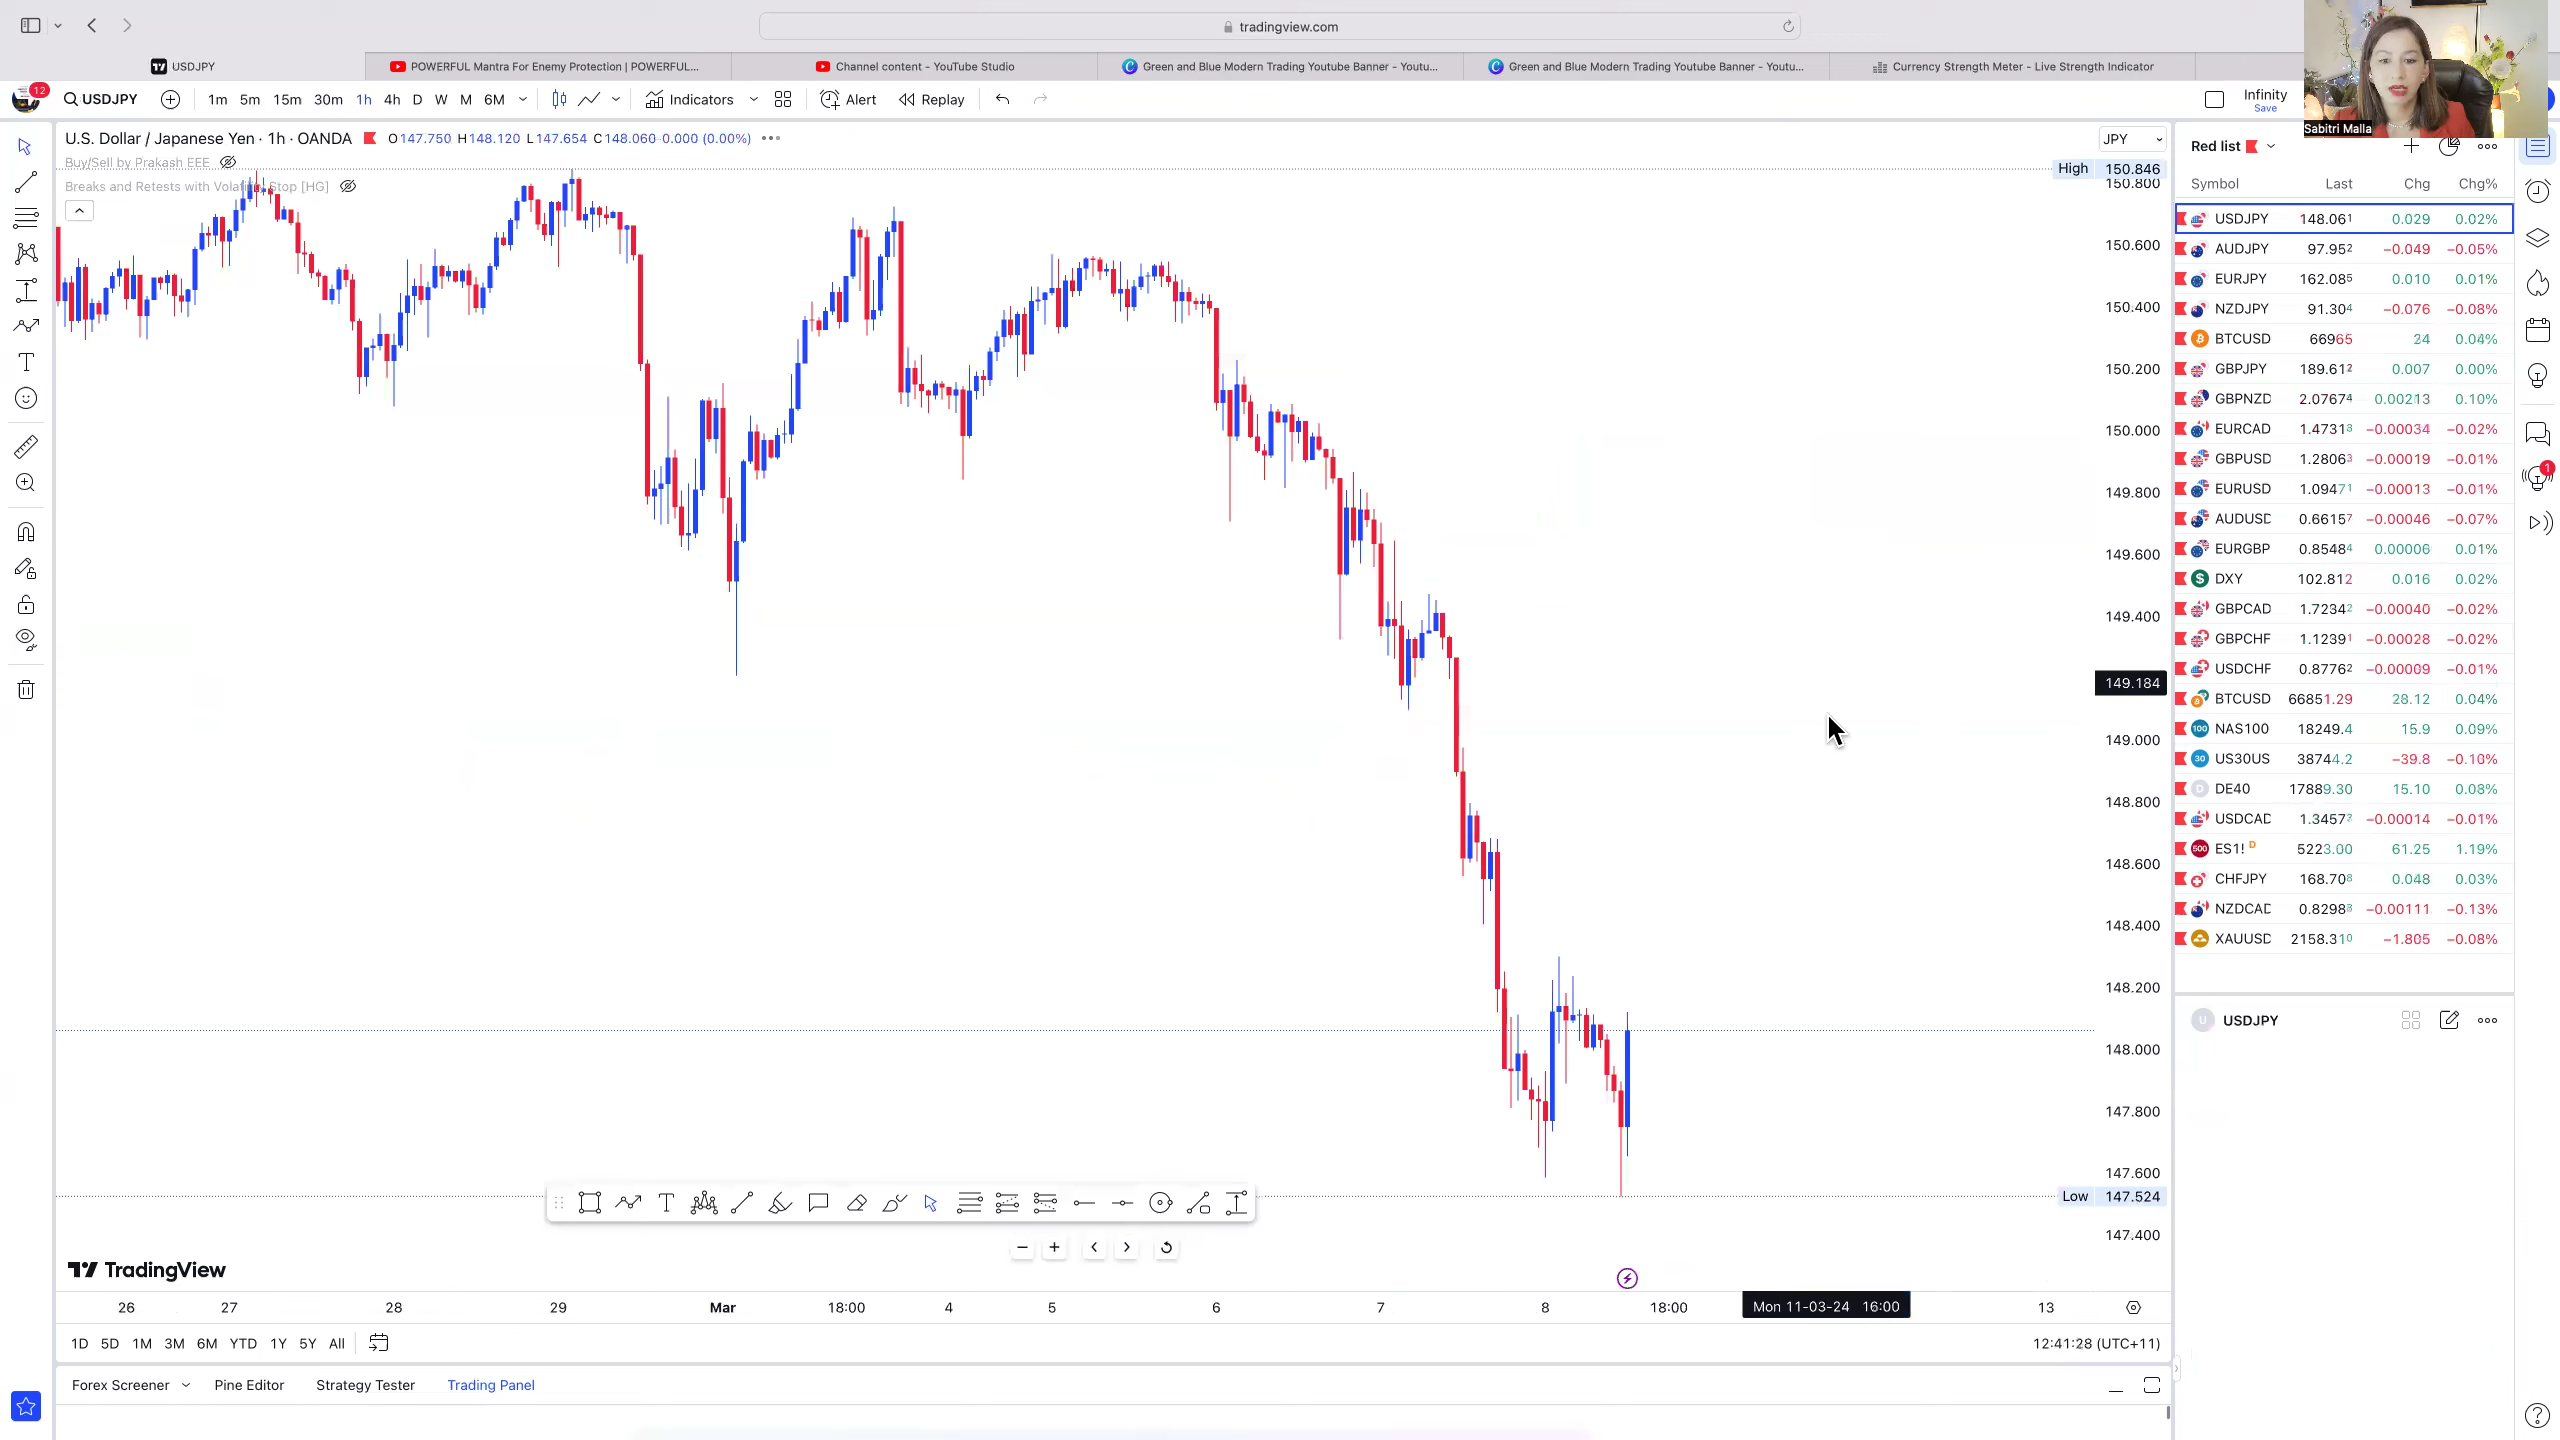 tradingview.com
USDJPY
POWERFUL Mantra For Enemy Protection | POWERFUL...
Channel content - YouTube Studio
Green and Blue Modern Trading Youtube Banner - Youtu...
Green and Blue Modern Trading Youtube Banner - Youtu...
Currency Strength Meter - Live Strength Indicator
12
USDJPY
1m 5m 15m 30m 1h 4h D W M 6M
Indicators
Alert
Replay
Infinity
Save
Sabitri Malla
U.S. Dollar / Japanese Yen · 1h · OANDA O147.750 H148.120 L147.654 C148.060 -0.000 (0.00%)
Buy/Sell by Prakash EEE
Breaks and Retests with Volatility Stop [HG]
JPY
High 150.846
150.800
150.600
150.400
150.200
150.000
149.800
149.600
149.400
149.184
149.000
148.800
148.600
148.400
148.200
148.000
147.800
147.600
Low 147.524
147.400
Red list
Symbol Last Chg Chg%
USDJPY 148.061 0.029 0.02%
AUDJPY 97.952 −0.049 −0.05%
EURJPY 162.085 0.010 0.01%
NZDJPY 91.304 −0.076 −0.08%
BTCUSD 66965 24 0.04%
GBPJPY 189.612 0.007 0.00%
GBPNZD 2.07674 0.00213 0.10%
EURCAD 1.47313 −0.00034 −0.02%
GBPUSD 1.28063 −0.00019 −0.01%
EURUSD 1.09471 −0.00013 −0.01%
AUDUSD 0.66157 −0.00046 −0.07%
EURGBP 0.85484 0.00006 0.01%
DXY 102.812 0.016 0.02%
GBPCAD 1.72342 −0.00040 −0.02%
GBPCHF 1.12391 −0.00028 −0.02%
USDCHF 0.87762 −0.00009 −0.01%
BTCUSD 66851.29 28.12 0.04%
NAS100 18249.4 15.9 0.09%
US30US 38744.2 −39.8 −0.10%
DE40 17889.30 15.10 0.08%
USDCAD 1.34572 −0.00014 −0.01%
ES1! D 5223.00 61.25 1.19%
CHFJPY 168.708 0.048 0.03%
NZDCAD 0.82983 −0.00111 −0.13%
XAUUSD 2158.310 −1.805 −0.08%
USDJPY
TradingView
26 27 28 29 Mar 18:00 4 5 6 7 8 18:00 Mon 11-03-24 16:00 13
1D 5D 1M 3M 6M YTD 1Y 5Y All
12:41:28 (UTC+11)
Forex Screener Pine Editor Strategy Tester Trading Panel